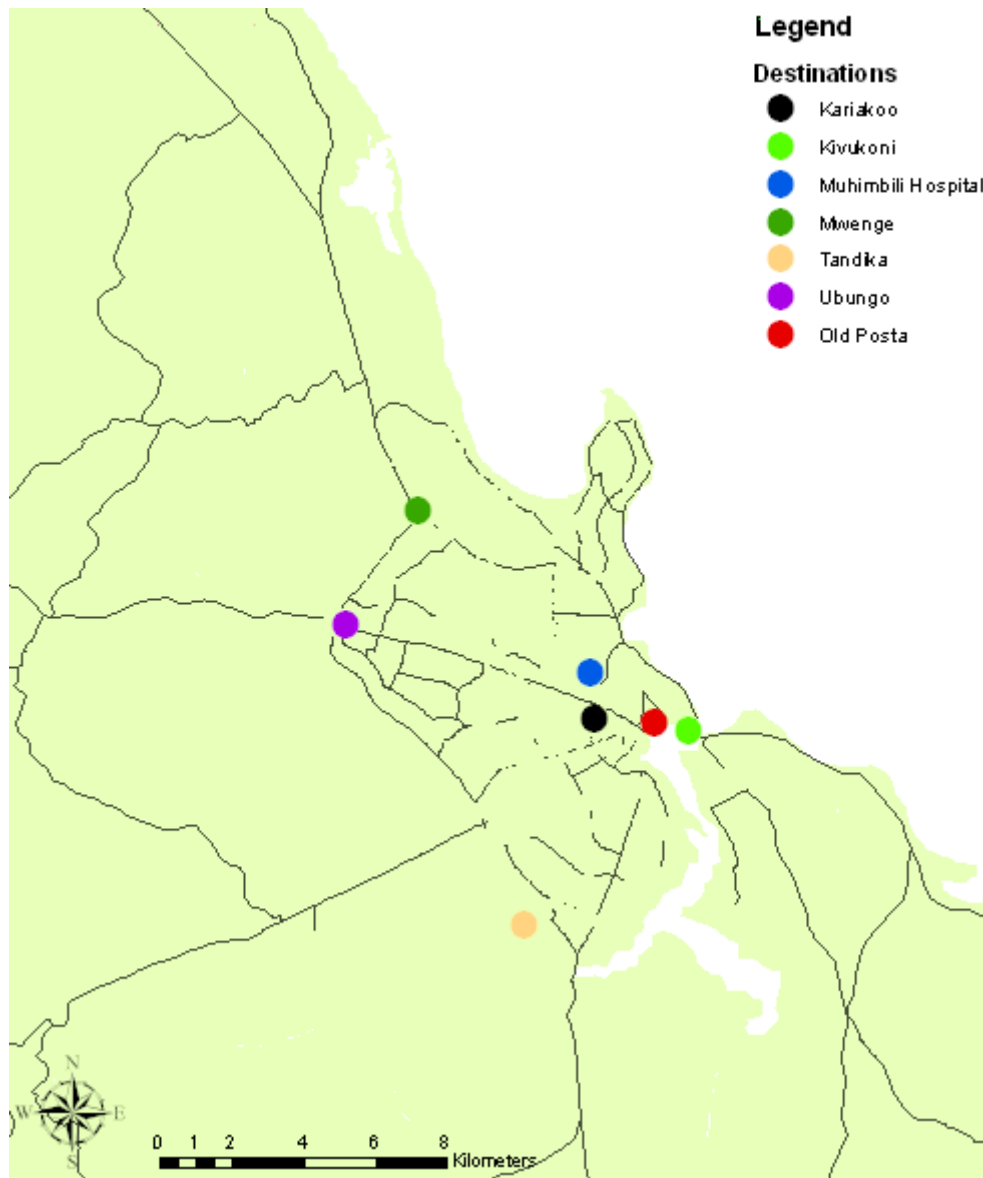 Legend
Destinations
Kariakoo
Kivukoni
Muhimbili Hospital
Mwenge
Tandika
Ubungo
Old Posta
N
W E
S
0 1 2 4 6 8
Kilometers